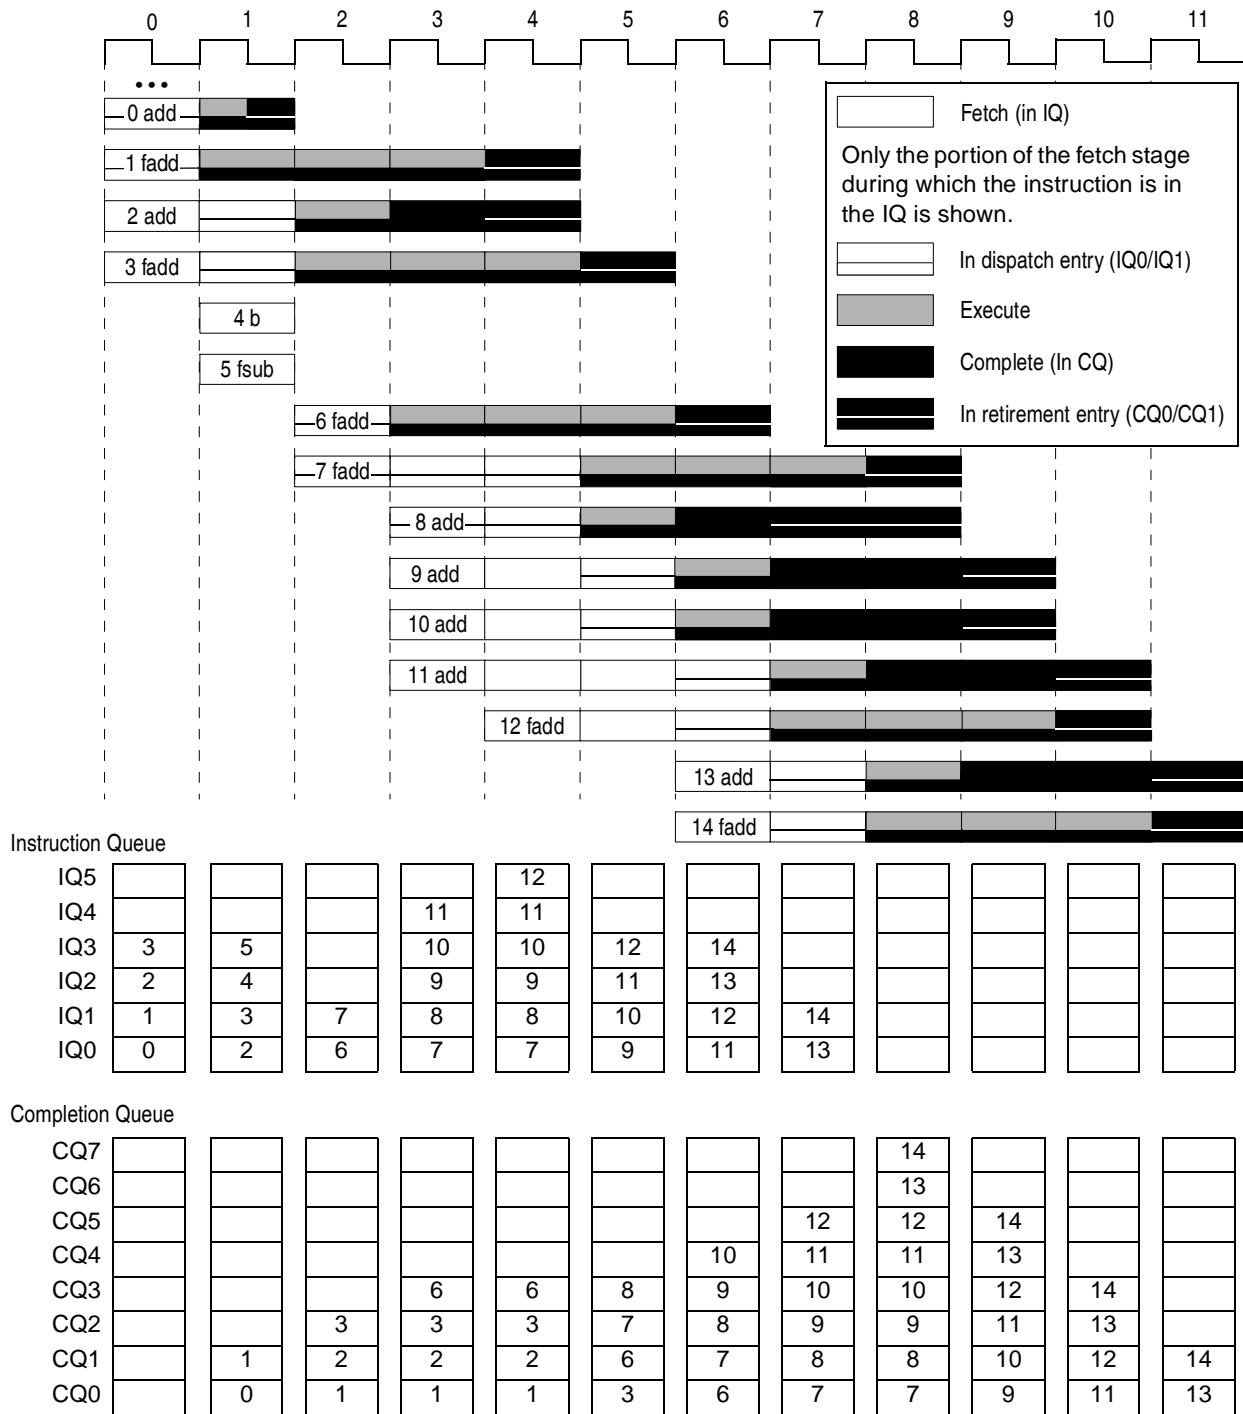 0 1 2 3 4 5 6 7 8 9 10 11
•••
0 add
Fetch (in IQ)
1 fadd
Only the portion of the fetch stage
during which the instruction is in
the IQ is shown.
2 add
3 fadd
In dispatch entry (IQ0/IQ1)
4 b
Execute
5 fsub
Complete (In CQ)
6 fadd
In retirement entry (CQ0/CQ1)
7 fadd
8 add
9 add
10 add
11 add
12 fadd
13 add
14 fadd
Instruction Queue
IQ5 12
IQ4 11 11
IQ3 3 5 10 10 12 14
IQ2 2 4 9 9 11 13
IQ1 1 3 7 8 8 10 12 14
IQ0 0 2 6 7 7 9 11 13
Completion Queue
CQ7 14
CQ6 13
CQ5 12 12 14
CQ4 10 11 11 13
CQ3 6 6 8 9 10 10 12 14
CQ2 3 3 3 7 8 9 9 11 13
CQ1 1 2 2 2 6 7 8 8 10 12 14
CQ0 0 1 1 1 3 6 7 7 9 11 13